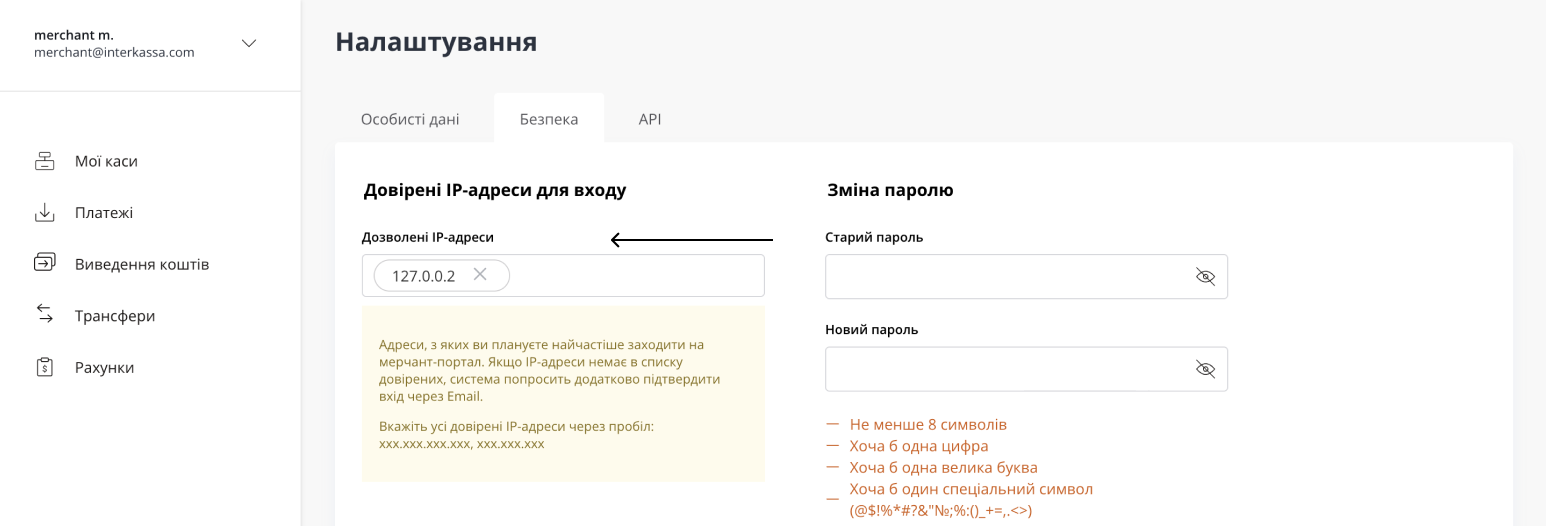 merchant m.
merchant@interkassa.com
Мої каси
Платежі
Виведення коштів
Трансфери
Рахунки
Налаштування
Особисті дані
Безпека
API
Довірені IP-адреси для входу
Дозволені IP-адреси
127.0.0.2
Адреси, з яких ви плануєте найчастіше заходити на
мерчант-портал. Якщо IP-адреси немає в списку
довірених, система попросить додатково підтвердити
вхід через Email.
Вкажіть усі довірені IP-адреси через пробіл:
xxx.xxx.xxx.xxx, xxx.xxx.xxx
Зміна паролю
Старий пароль
Новий пароль
Не менше 8 символів
Хоча б одна цифра
Хоча б одна велика буква
Хоча б один спеціальний символ
(@$!%*#?&"№;%:()_+=,.<>)